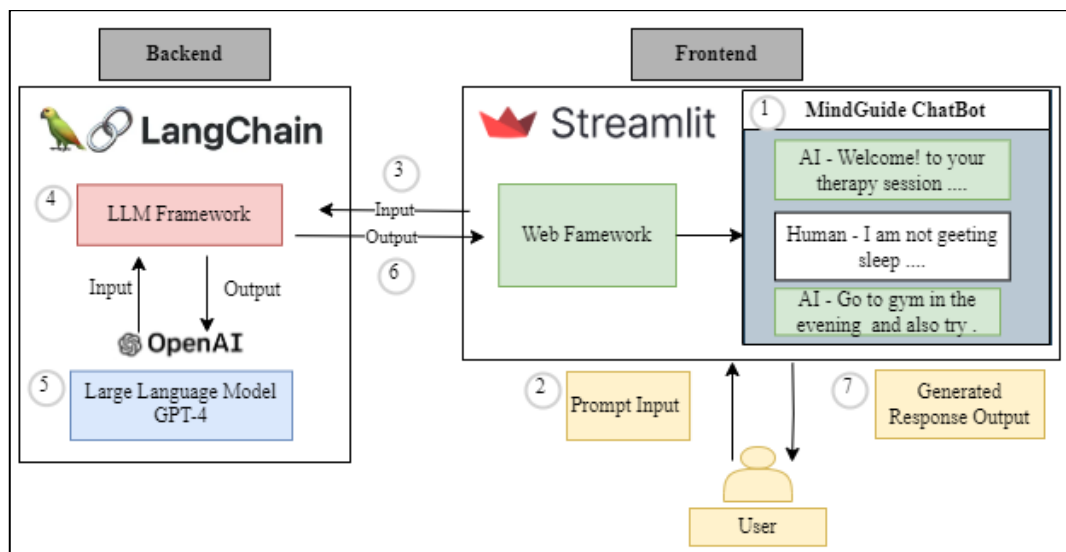 Backend
Frontend
LangChain
Streamlit
1
MindGuide ChatBot
AI - Welcome! to your
therapy session ....
Human - I am not geeting
sleep ....
AI - Go to gym in the
evening and also try .
4
LLM Framework
3
Input
Output
6
Web Famework
Input
Output
OpenAI
5
Large Language Model
GPT-4
2
Prompt Input
7
Generated
Response Output
User